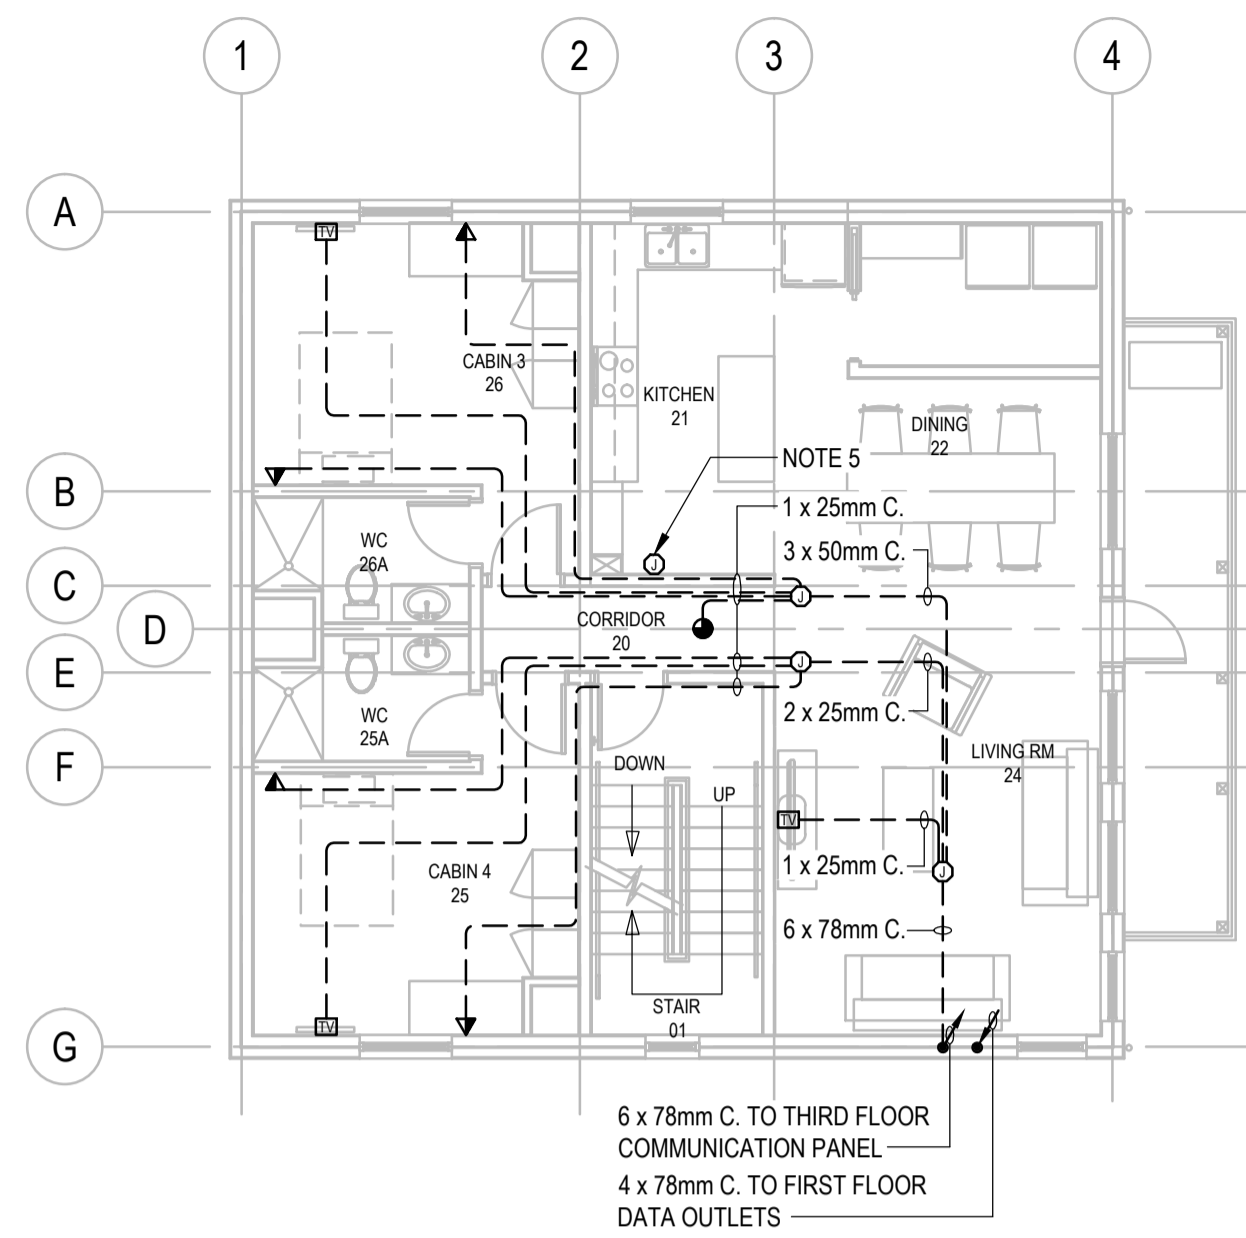 1
2
3
4
A
TV
CABIN 3
26
KITCHEN
21
DINING
22
B
NOTE 5
1 x 25mm C.
WC
26A
3 x 50mm C.
J
C
J
D
CORRIDOR
20
E
J
WC
25A
2 x 25mm C.
F
DOWN
LIVING RM
24
UP
TV
CABIN 4
25
1 x 25mm C.
J
6 x 78mm C.
STAIR
01
TV
G
6 x 78mm C. TO THIRD FLOOR
COMMUNICATION PANEL
4 x 78mm C. TO FIRST FLOOR
DATA OUTLETS